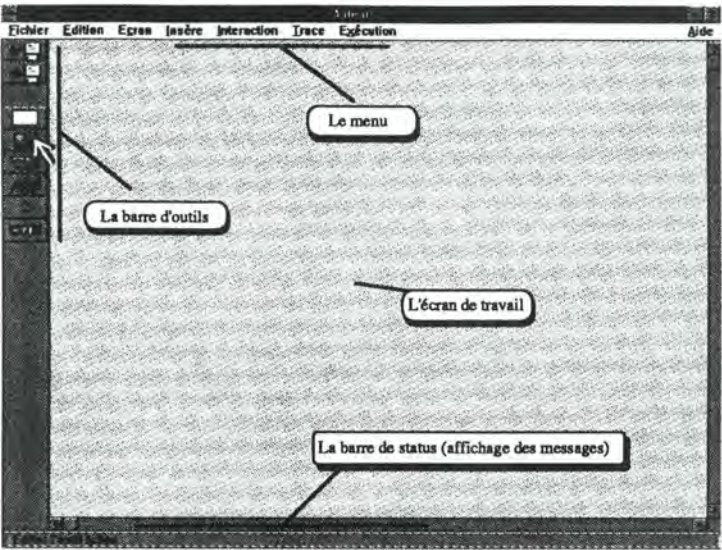 Fichier Edition Ecran Insère Interaction Trace Exécution Aide
Le menu
La barre d'outils
L'écran de travail
La barre de status (affichage des messages)